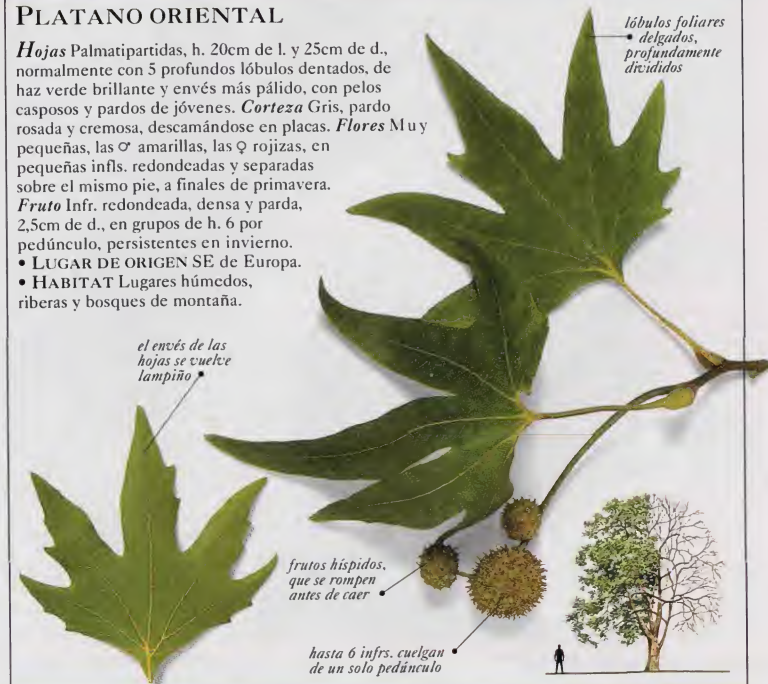 PLATANO ORIENTAL
Hojas Palmatipartidas, h. 20cm de l. y 25cm de d.,
normalmente con 5 profundos lóbulos dentados, de
haz verde brillante y envés más pálido, con pelos
casposos y pardos de jóvenes. Corteza Gris, pardo
rosada y cremosa, descamándose en placas. Flores Muy
pequeñas, las ♂ amarillas, las ♀ rojizas, en
pequeñas infls. redondeadas y separadas
sobre el mismo pie, a finales de primavera.
Fruto Infr. redondeada, densa y parda,
2,5cm de d., en grupos de h. 6 por
pedúnculo, persistentes en invierno.
• LUGAR DE ORIGEN SE de Europa.
• HABITAT Lugares húmedos,
riberas y bosques de montaña.
lóbulos foliares
delgados,
profundamente
divididos
el envés de las
hojas se vuelve
lampiño
frutos híspidos,
que se rompen
antes de caer
hasta 6 infrs. cuelgan
de un solo pedúnculo